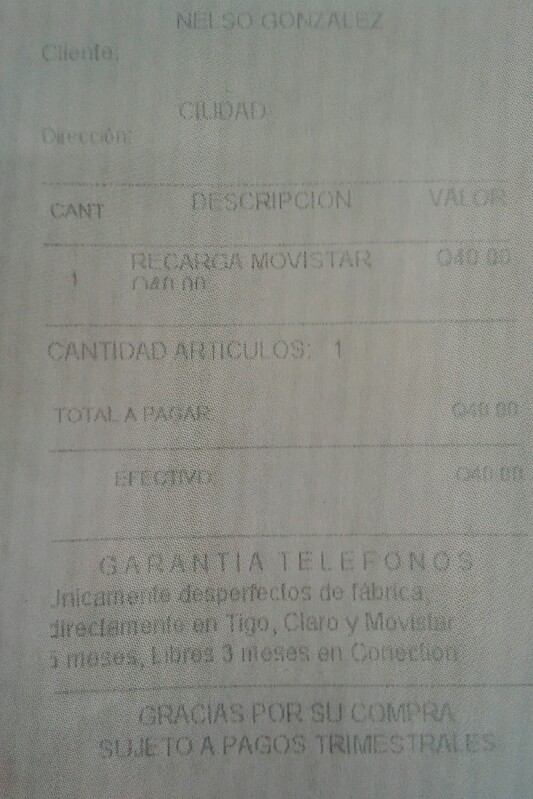 NELSO GONZALEZ
Cliente:
CIUDAD
Dirección:
CANT DESCRIPCION VALOR
1 RECARGA MOVISTAR Q40.00
Q40.00
CANTIDAD ARTICULOS: 1
TOTAL A PAGAR: Q40.00
EFECTIVO: Q40.00
GARANTIA TELEFONOS
Unicamente desperfectos de fábrica,
directamente en Tigo, Claro y Movistar
meses, Libres 3 meses en Conection
GRACIAS POR SU COMPRA
SUJETO A PAGOS TRIMESTRALES